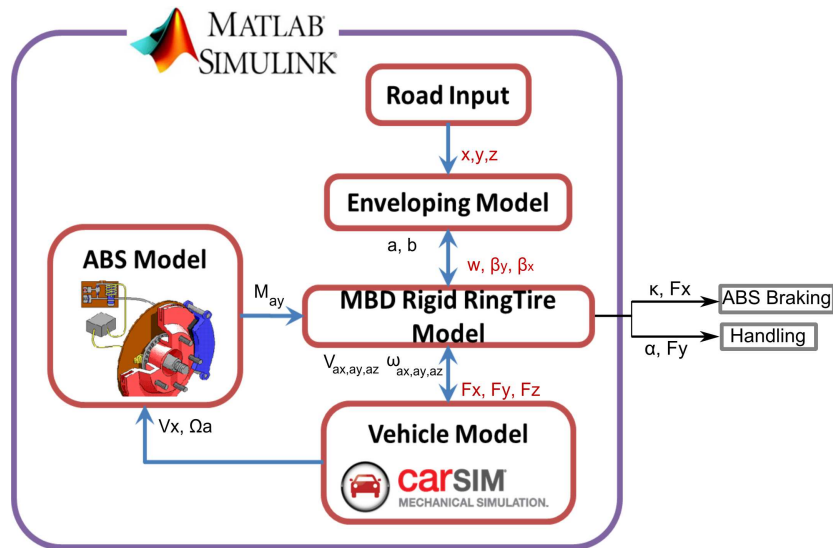 MATLAB
SIMULINK®
Road Input
x,y,z
Enveloping Model
a, b
w, βy, βx
ABS Model
May
MBD Rigid RingTire
Model
κ, Fx
ABS Braking
α, Fy
Handling
Vax,ay,az ωax,ay,az
Fx, Fy, Fz
Vx, Ωa
Vehicle Model
carSIM
MECHANICAL SIMULATION.